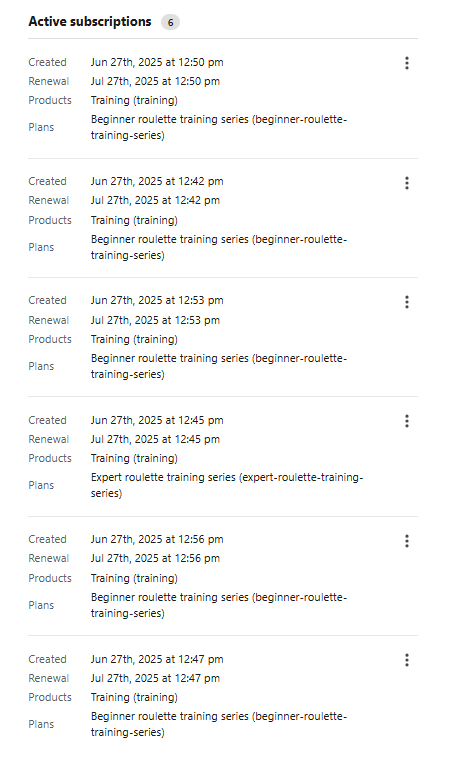 Active subscriptions 6
Created Jun 27th, 2025 at 12:50 pm
Renewal Jul 27th, 2025 at 12:50 pm
Products Training (training)
Plans Beginner roulette training series (beginner-roulette-
training-series)
Created Jun 27th, 2025 at 12:42 pm
Renewal Jul 27th, 2025 at 12:42 pm
Products Training (training)
Plans Beginner roulette training series (beginner-roulette-
training-series)
Created Jun 27th, 2025 at 12:53 pm
Renewal Jul 27th, 2025 at 12:53 pm
Products Training (training)
Plans Beginner roulette training series (beginner-roulette-
training-series)
Created Jun 27th, 2025 at 12:45 pm
Renewal Jul 27th, 2025 at 12:45 pm
Products Training (training)
Plans Expert roulette training series (expert-roulette-training-
series)
Created Jun 27th, 2025 at 12:56 pm
Renewal Jul 27th, 2025 at 12:56 pm
Products Training (training)
Plans Beginner roulette training series (beginner-roulette-
training-series)
Created Jun 27th, 2025 at 12:47 pm
Renewal Jul 27th, 2025 at 12:47 pm
Products Training (training)
Plans Beginner roulette training series (beginner-roulette-
training-series)